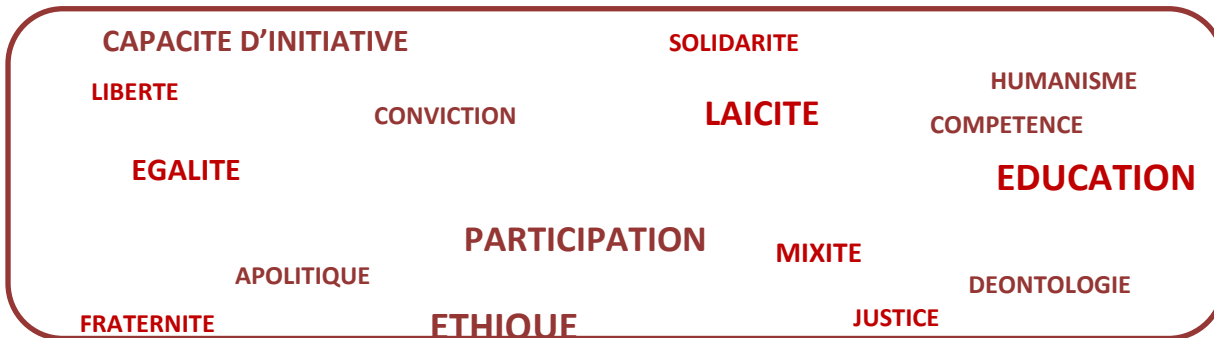 CAPACITE D'INITIATIVE
SOLIDARITE
HUMANISME
LIBERTE
CONVICTION
LAICITE
COMPETENCE
EGALITE
EDUCATION
PARTICIPATION
MIXITE
APOLITIQUE
DEONTOLOGIE
FRATERNITE
ETHIQUE
JUSTICE